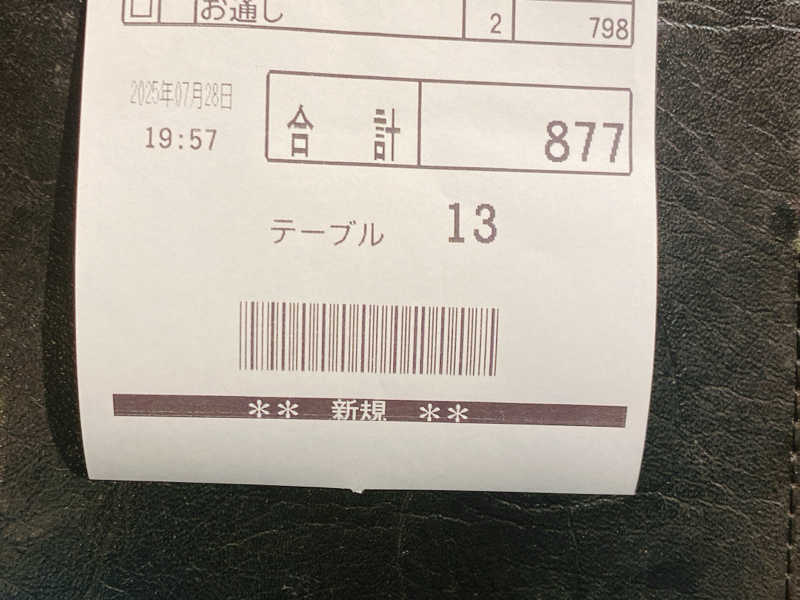 お通し 2 798
2025年07月28日
19:57
合 計 877
テーブル 13
** 新規 **